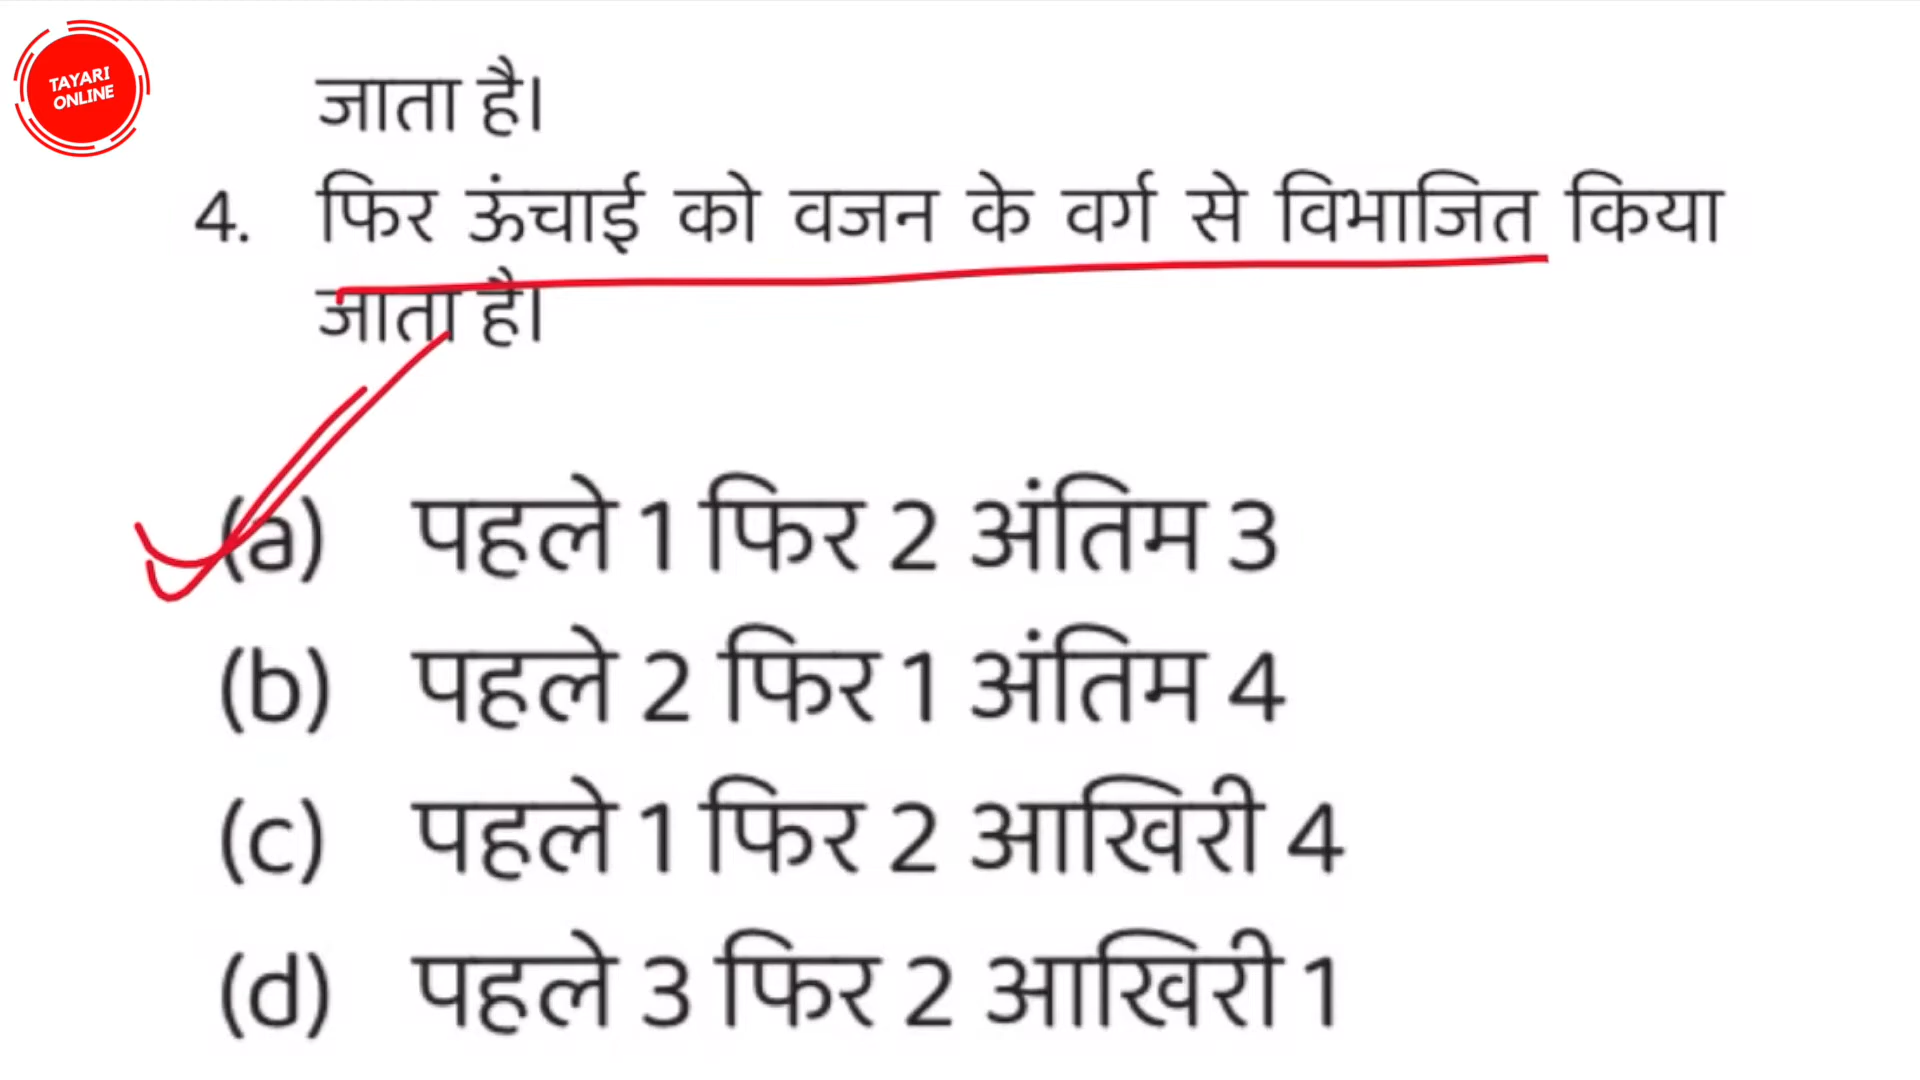 TAYARI
ONLINE
जाता है।
4. फिर ऊंचाई को वजन के वर्ग से विभाजित किया
जाता है।
(a) पहले 1 फिर 2 अंतिम 3
(b) पहले 2 फिर 1 अंतिम 4
(c) पहले 1 फिर 2 आखिरी 4
(d) पहले 3 फिर 2 आखिरी 1